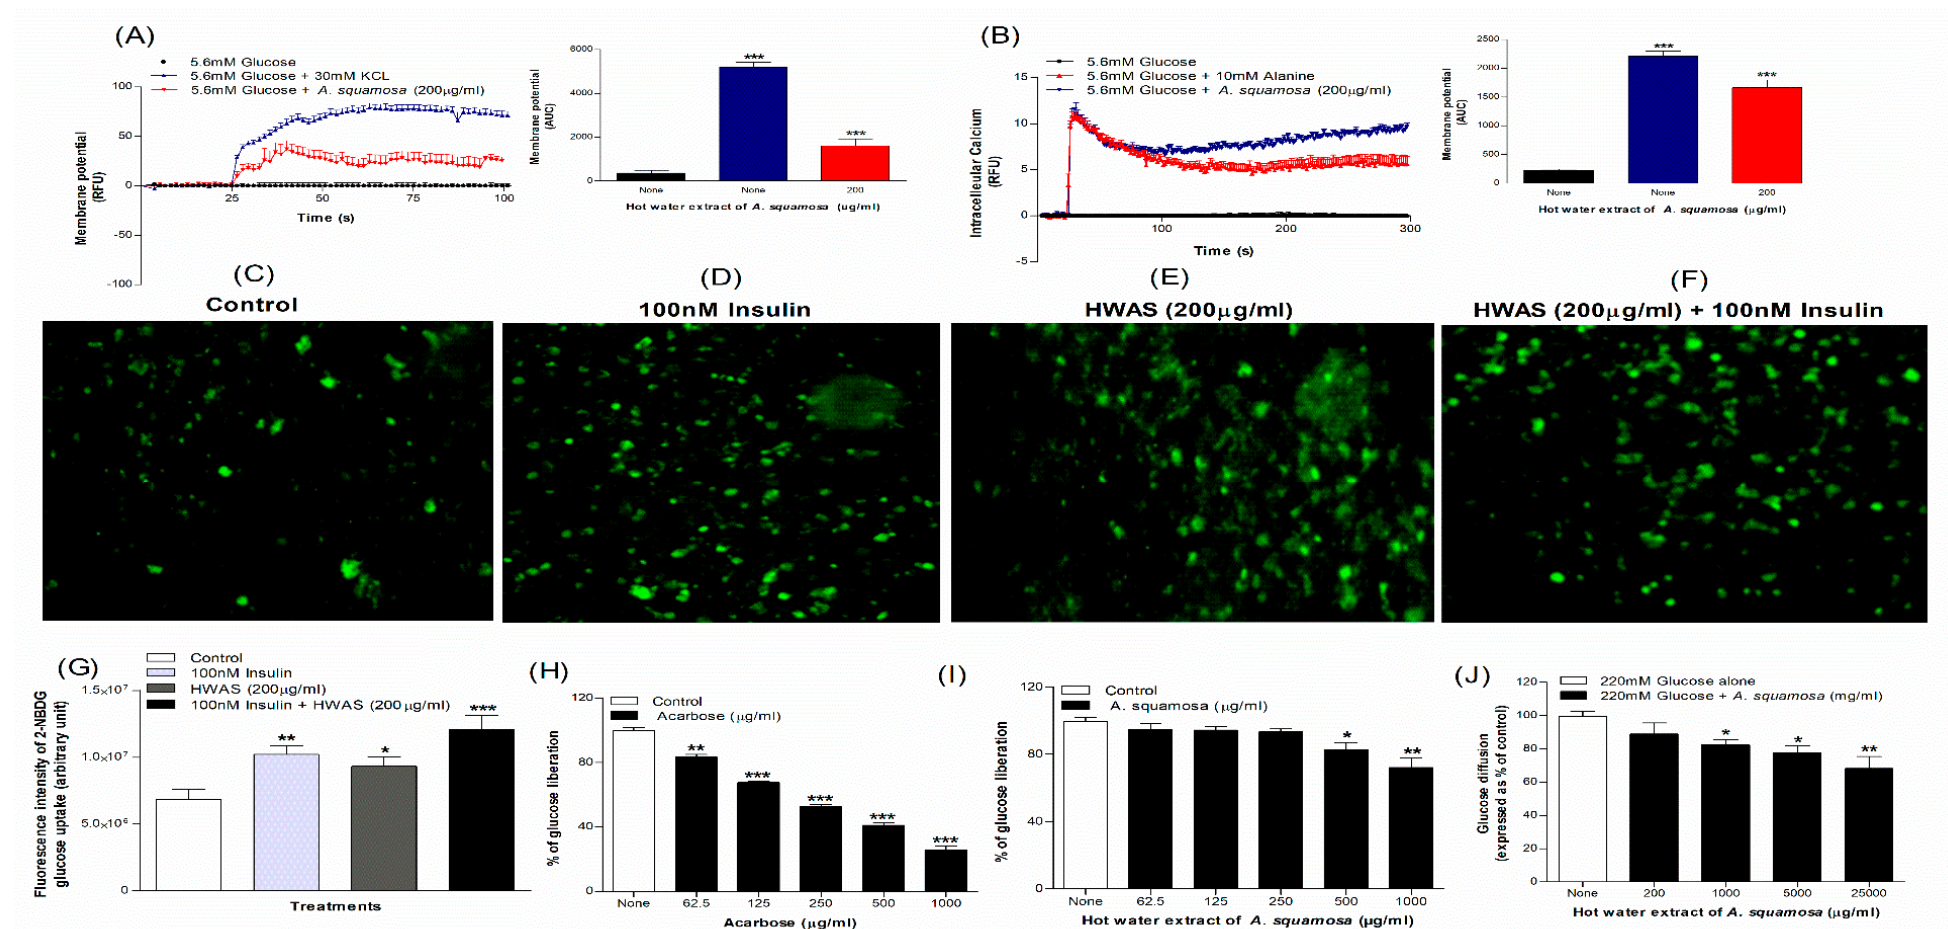 (A)
5.6mM Glucose
5.6mM Glucose + 30mM KCL
5.6mM Glucose + A. squamosa (200μg/ml)
Membrane potential
(RFU)
100
50
0
-50
-100
25
50
75
100
Time (s)
Membrane potential
(AUC)
6000
4000
2000
0
***
***
None
None
200
Hot water extract of A. squamosa (ug/ml)
(B)
5.6mM Glucose
5.6mM Glucose + 10mM Alanine
5.6mM Glucose + A. squamosa (200μg/ml)
Intracelleular Calcium
(RFU)
15
10
5
0
-5
100
200
300
Time (s)
Membrane potential
(AUC)
2500
2000
1500
1000
500
0
***
***
None
None
200
Hot water extract of A. squamosa (μg/ml)
(C)
Control
(D)
100nM Insulin
(E)
HWAS (200μg/ml)
(F)
HWAS (200μg/ml) + 100nM Insulin
(G)
Control
100nM Insulin
HWAS (200μg/ml)
100nM Insulin + HWAS (200μg/ml)
Fluorescence intensity of 2-NBDG
glucose uptake (arbitrary unit)
1.5×10⁷
1.0×10⁷
5.0×10⁶
0
**
*
***
Treatments
(H)
Control
Acarbose (μg/ml)
% of glucose liberation
120
80
40
0
**
***
***
***
***
None
62.5
125
250
500
1000
Acarbose (μg/ml)
(I)
Control
A. squamosa (μg/ml)
% of glucose liberation
120
80
40
0
*
**
None
62.5
125
250
500
1000
Hot water extract of A. squamosa (μg/ml)
(J)
220mM Glucose alone
220mM Glucose + A. squamosa (mg/ml)
Glucose diffusion
(expressed as % of control)
120
100
80
60
40
20
0
*
*
**
None
200
1000
5000
25000
Hot water extract of A. squamosa (μg/ml)